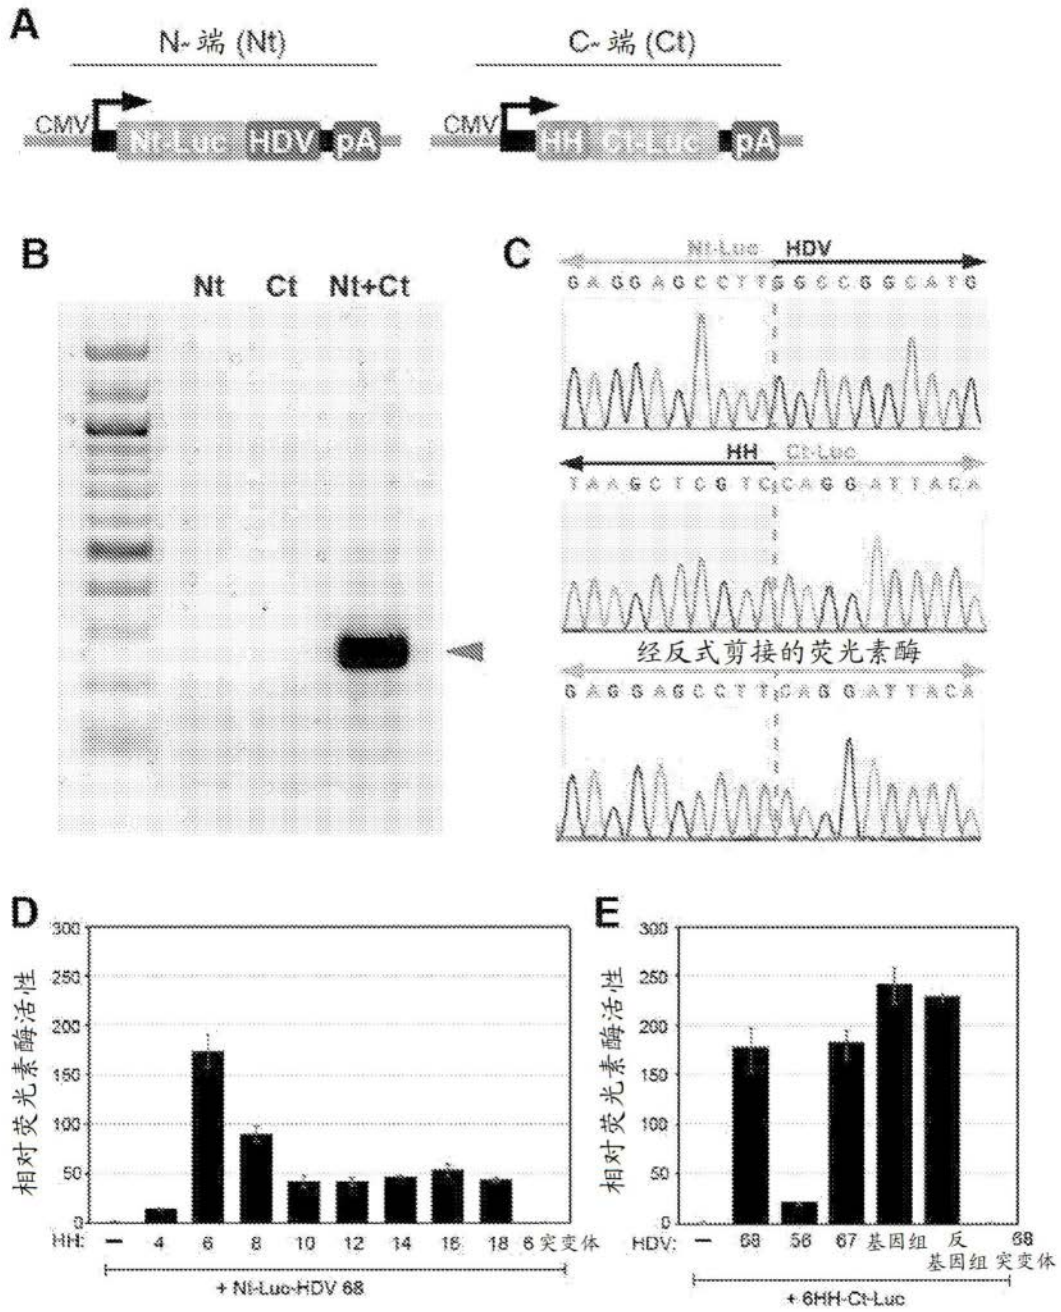 A
N- 端 (Nt)
C- 端 (Ct)
CMV
Nt-Luc HDV pA
CMV
HH Ct-Luc pA
B
Nt Ct Nt+Ct
C
Nt-Luc HDV
G A G G A G C C T T G G C C G G C A T G
HH Ct-Luc
T A A G C T C G T C C A G G A T T A C A
经反式剪接的荧光素酶
G A G G A G C C T T C A G G A T T A C A
D
相对荧光素酶活性
300
250
200
150
100
50
0
HH: – 4 6 8 10 12 14 16 18 6 突变体
+ Nt-Luc-HDV 68
E
相对荧光素酶活性
300
250
200
150
100
50
0
HDV: – 68 56 67 基因组 反基因组 68 突变体
+ 6HH-Ct-Luc